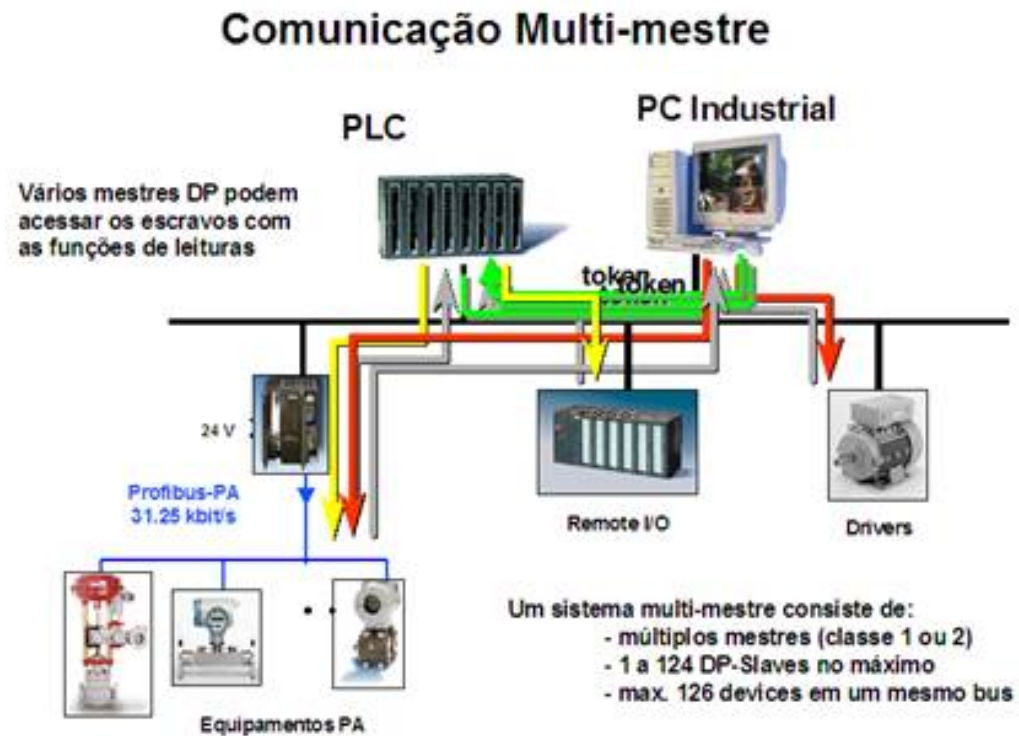 Comunicação Multi-mestre
PLC
PC Industrial
Vários mestres DP podem
acessar os escravos com
as funções de leituras
token
token
24 V
Profibus-PA
31.25 kbit/s
Remote I/O
Drivers
Equipamentos PA
Um sistema multi-mestre consiste de:
- múltiplos mestres (classe 1 ou 2)
- 1 a 124 DP-Slaves no máximo
- max. 126 devices em um mesmo bus